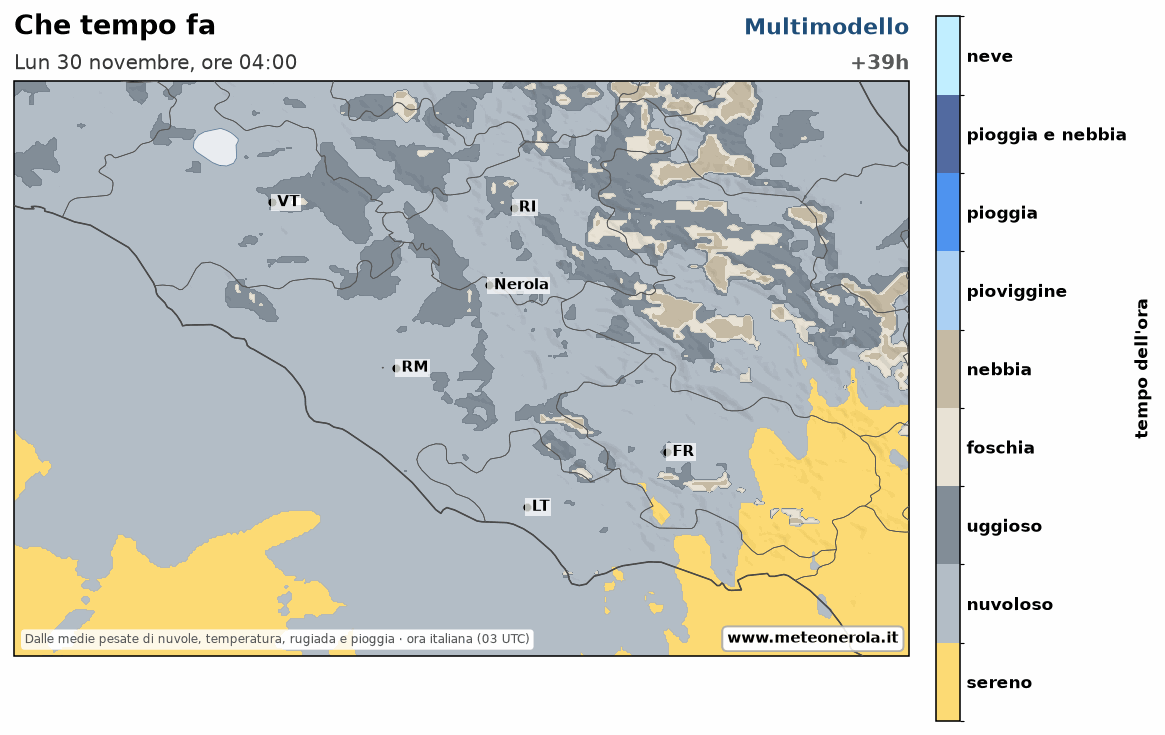 Che tempo fa
Multimodello
Lun 30 novembre, ore 04:00
+39h
neve
pioggia e nebbia
pioggia
pioviggine
nebbia
foschia
uggioso
nuvoloso
sereno
tempo dell'ora
VT
RI
Nerola
RM
FR
LT
Dalle medie pesate di nuvole, temperatura, rugiada e pioggia · ora italiana (03 UTC)
www.meteonerola.it